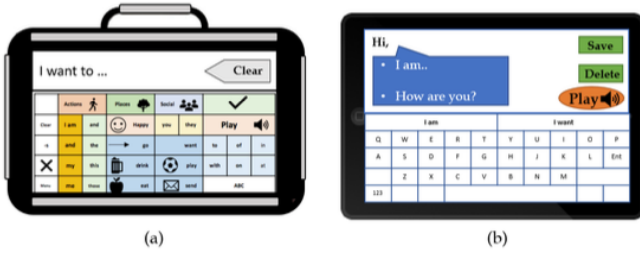 I want to ...
Clear
Actions
Places
Social
Clear
I am
and
Happy
you
they
Play
and
the
go
want
to
of
in
my
this
drink
play
with
on
at
Menu
me
those
eat
send
ABC
(a)
Hi,
• I am..
• How are you?
Save
Delete
Play
I am
I want
Q W E R T Y U I O P
A S D F G H J K L Ent
Z X C V B N M
123
(b)